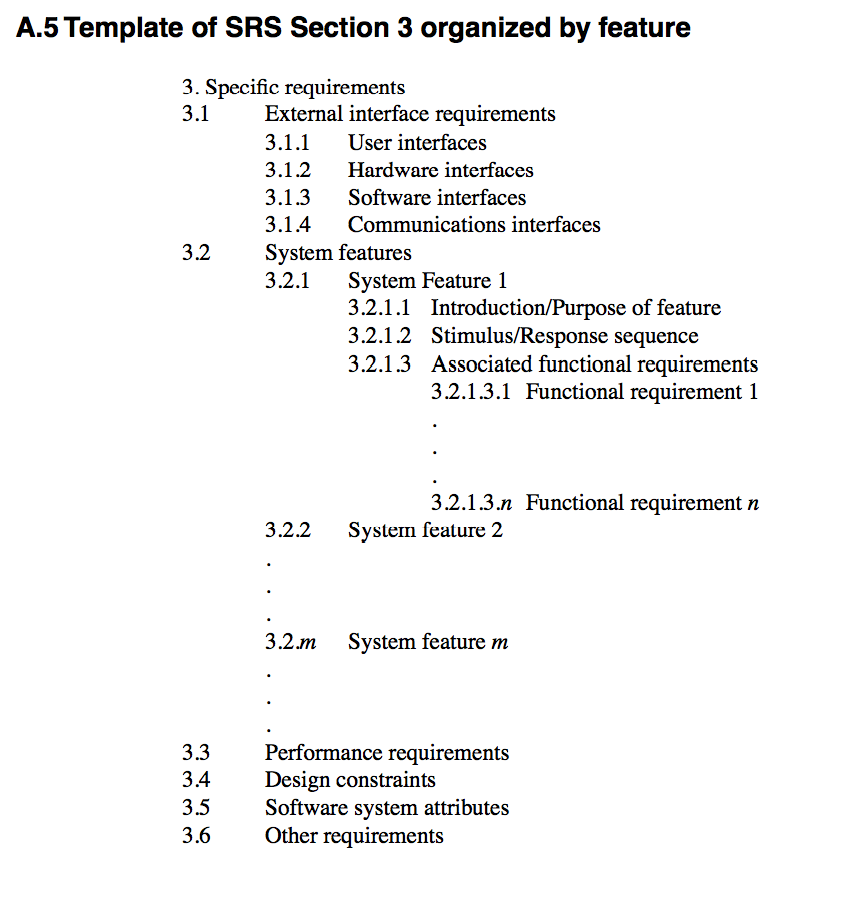 A.5 Template of SRS Section 3 organized by feature
3. Specific requirements
3.1 External interface requirements
3.1.1 User interfaces
3.1.2 Hardware interfaces
3.1.3 Software interfaces
3.1.4 Communications interfaces
3.2 System features
3.2.1 System Feature 1
3.2.1.1 Introduction/Purpose of feature
3.2.1.2 Stimulus/Response sequence
3.2.1.3 Associated functional requirements
3.2.1.3.1 Functional requirement 1
.
.
.
3.2.1.3.n Functional requirement n
3.2.2 System feature 2
.
.
.
3.2.m System feature m
.
.
.
3.3 Performance requirements
3.4 Design constraints
3.5 Software system attributes
3.6 Other requirements